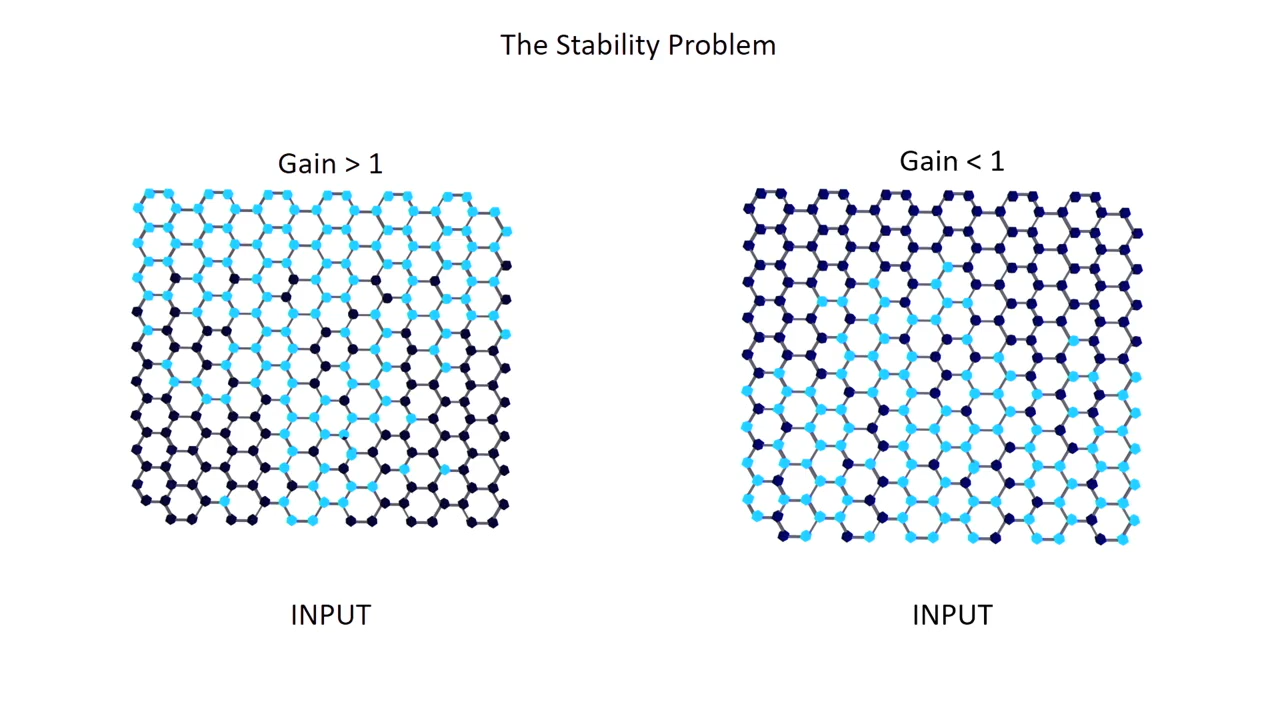 The Stability Problem
Gain > 1
Gain < 1
INPUT
INPUT